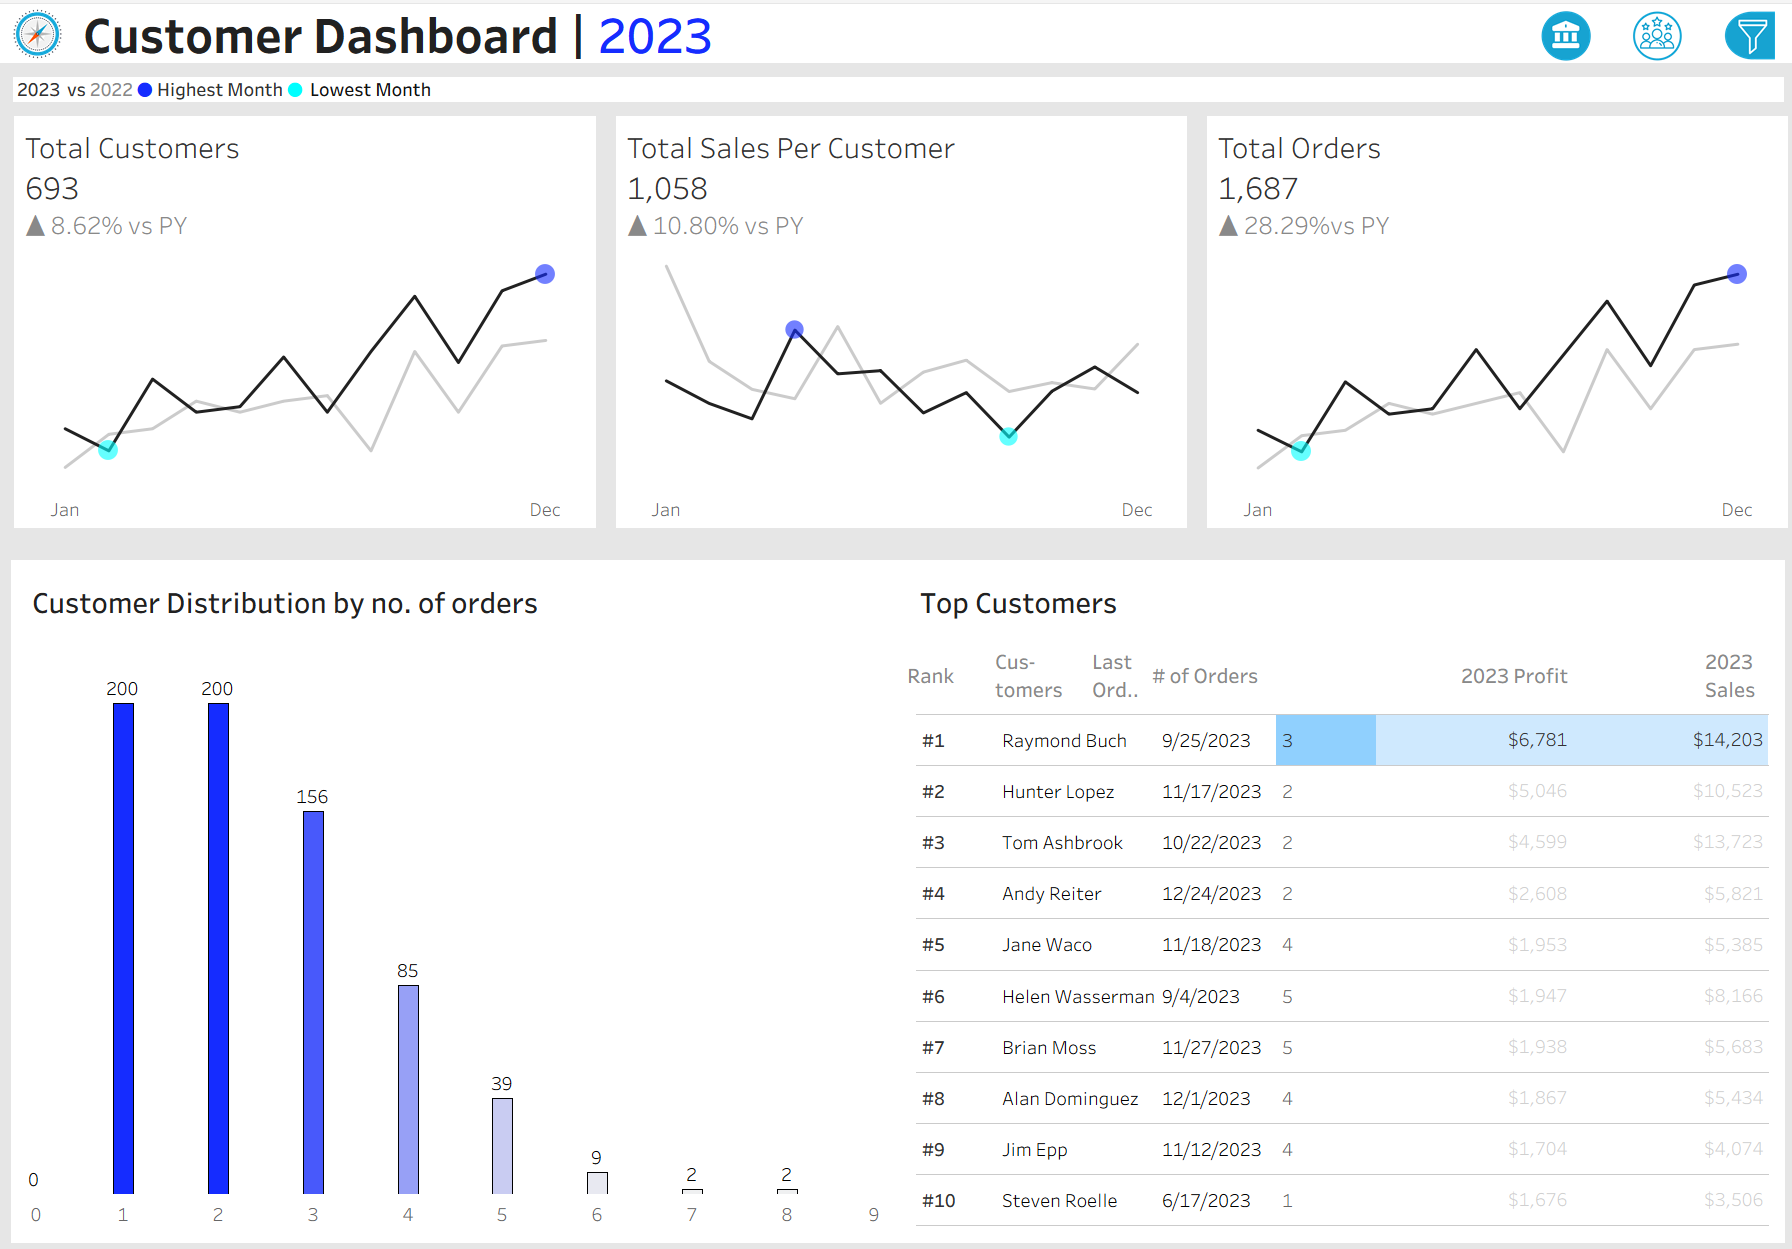 Customer Dashboard | 2023
2023 vs 2022 Highest Month Lowest Month
Total Customers
693
▲ 8.62% vs PY
Jan Dec
Total Sales Per Customer
1,058
▲ 10.80% vs PY
Jan Dec
Total Orders
1,687
▲ 28.29%vs PY
Jan Dec
Customer Distribution by no. of orders
0 200 200 156 85 39 9 2 2
0 1 2 3 4 5 6 7 8 9
Top Customers
Rank Cus- Last # of Orders 2023 Profit 2023
tomers Ord.. Sales
#1 Raymond Buch 9/25/2023 3 $6,781 $14,203
#2 Hunter Lopez 11/17/2023 2 $5,046 $10,523
#3 Tom Ashbrook 10/22/2023 2 $4,599 $13,723
#4 Andy Reiter 12/24/2023 2 $2,608 $5,821
#5 Jane Waco 11/18/2023 4 $1,953 $5,385
#6 Helen Wasserman 9/4/2023 5 $1,947 $8,166
#7 Brian Moss 11/27/2023 5 $1,938 $5,683
#8 Alan Dominguez 12/1/2023 4 $1,867 $5,434
#9 Jim Epp 11/12/2023 4 $1,704 $4,074
#10 Steven Roelle 6/17/2023 1 $1,676 $3,506